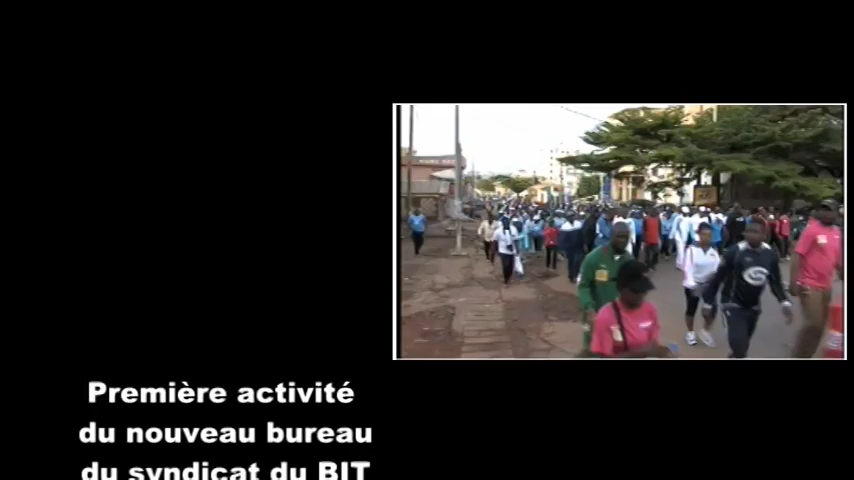 Première activité
du nouveau bureau
du syndicat du BIT